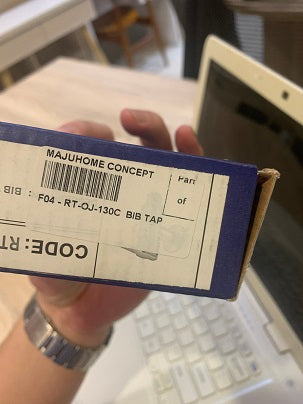 MAJUHOME CONCEPT
F04 - RT-OJ-130C BIB TAP
Part
of
: BIB
CODE: RT